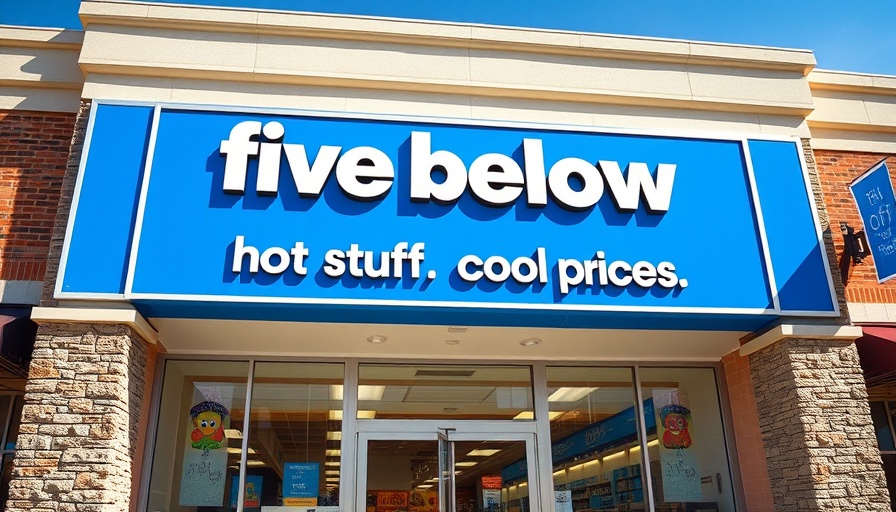 five below
hot stuff. cool prices.